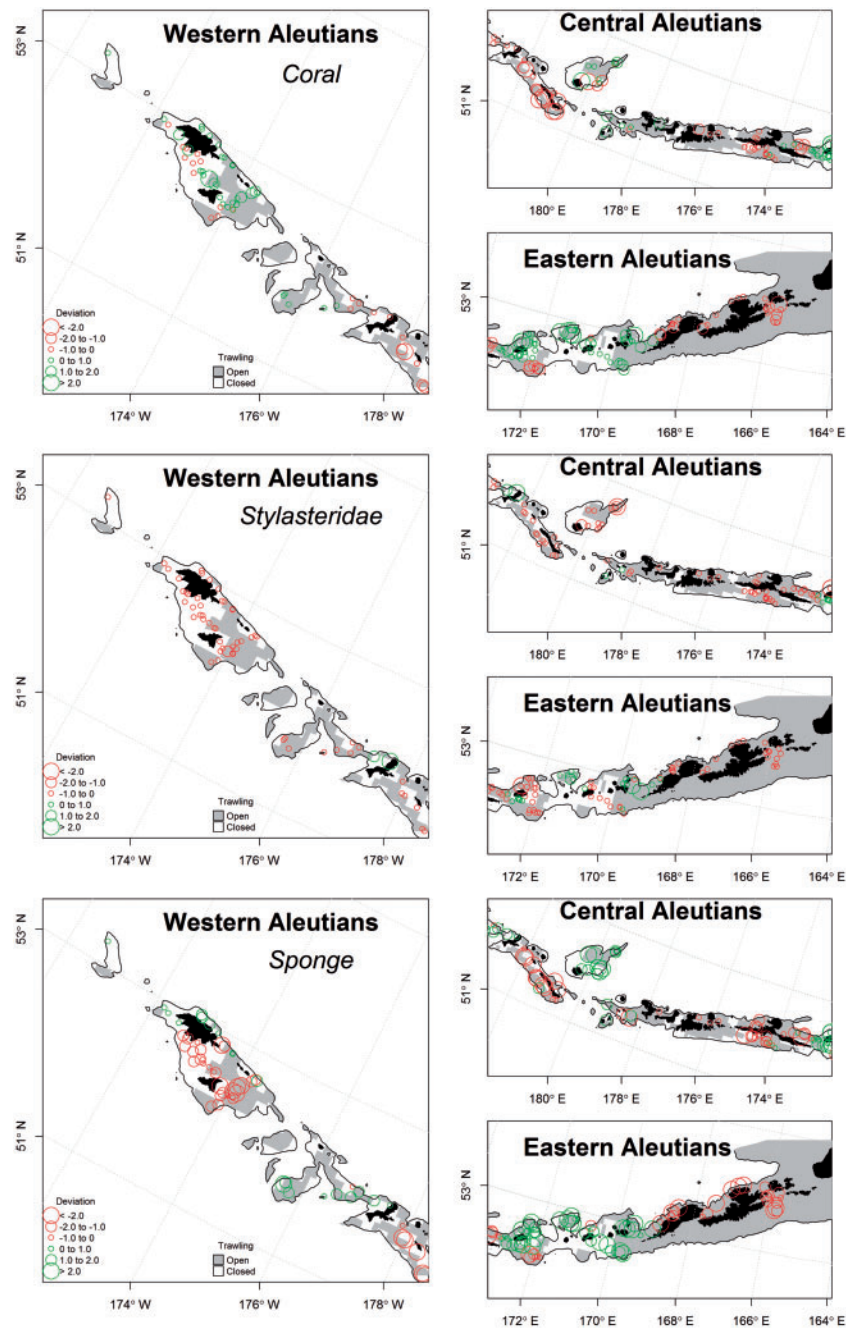 Western Aleutians
Coral
53° N
51° N
Deviation
< -2.0
-2.0 to -1.0
-1.0 to 0
0 to 1.0
1.0 to 2.0
> 2.0
Trawling
Open
Closed
174° W
176° W
178° W
Central Aleutians
51° N
180° E
178° E
176° E
174° E
Eastern Aleutians
53° N
172° E
170° E
168° E
166° E
164° E
Western Aleutians
Stylasteridae
53° N
51° N
Deviation
< -2.0
-2.0 to -1.0
-1.0 to 0
0 to 1.0
1.0 to 2.0
> 2.0
Trawling
Open
Closed
174° W
176° W
178° W
Central Aleutians
51° N
180° E
178° E
176° E
174° E
Eastern Aleutians
53° N
172° E
170° E
168° E
166° E
164° E
Western Aleutians
Sponge
53° N
51° N
Deviation
< -2.0
-2.0 to -1.0
-1.0 to 0
0 to 1.0
1.0 to 2.0
> 2.0
Trawling
Open
Closed
174° W
176° W
178° W
Central Aleutians
51° N
180° E
178° E
176° E
174° E
Eastern Aleutians
53° N
172° E
170° E
168° E
166° E
164° E